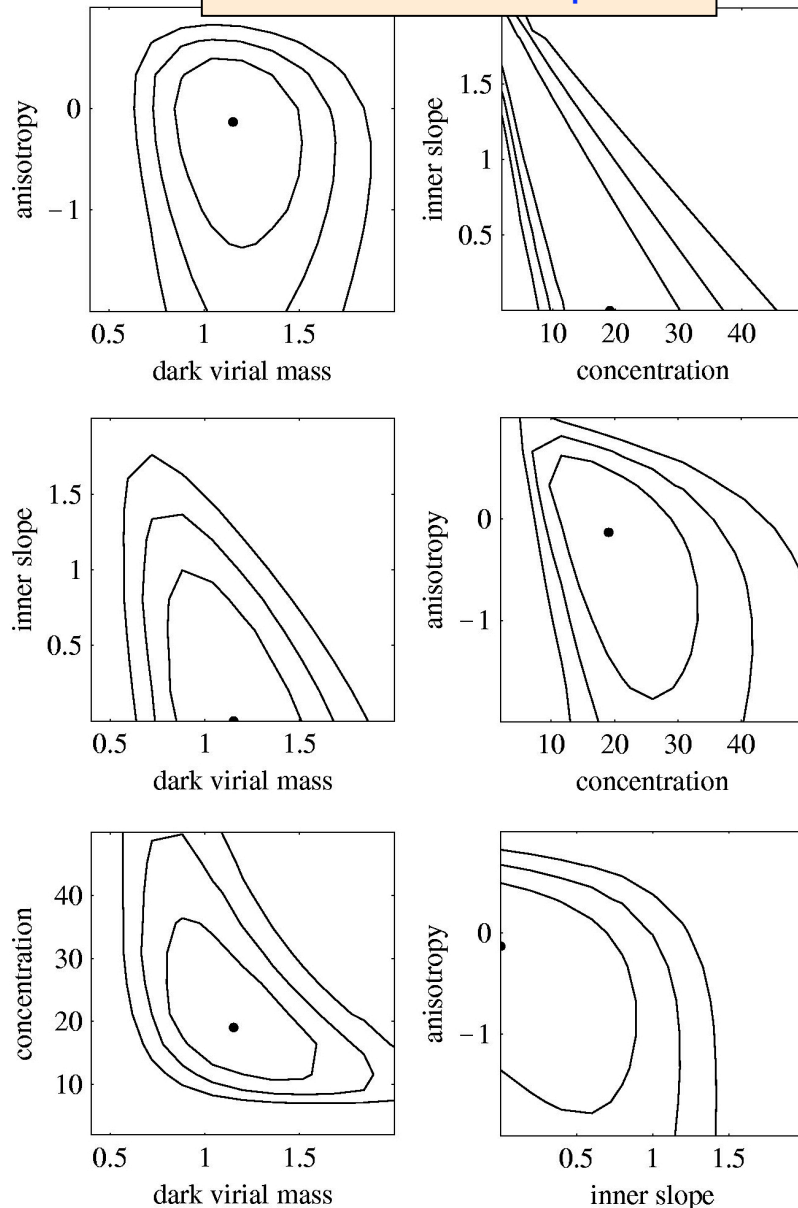 anisotropy
0
−1
0.5 1 1.5
dark virial mass
inner slope
1.5
1
0.5
10 20 30 40
concentration
inner slope
1.5
1
0.5
0.5 1 1.5
dark virial mass
anisotropy
0
−1
10 20 30 40
concentration
concentration
40
30
20
10
0.5 1 1.5
dark virial mass
anisotropy
0
−1
0.5 1 1.5
inner slope